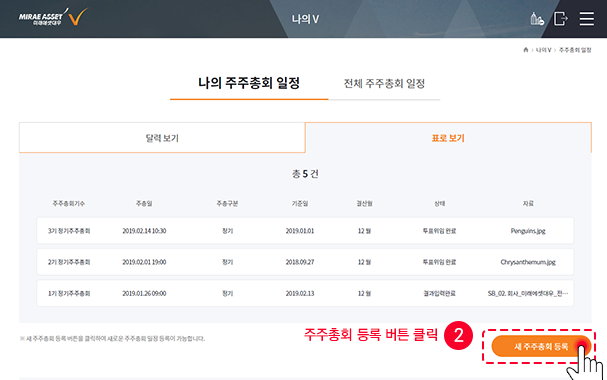 MIRAE ASSET
미래에셋대우
나의 V
나의 V > 주주총회 일정
나의 주주총회 일정 전체 주주총회 일정
달력 보기 표로 보기
총 5 건
주주총회기수 주총일 주총구분 기준일 결산월 상태 자료
3기 정기주주총회 2019.02.14 10:30 정기 2019.01.01 12 월 투표위임 완료 Penguins.jpg
2기 정기주주총회 2019.02.01 19:00 정기 2018.09.27 12 월 투표위임 완료 Chrysanthemum.jpg
1기 정기주주총회 2019.01.26 09:00 정기 2019.02.13 12 월 결과입력완료 SB_02. 회사_미래에셋대우_전…
※ 새 주주총회 등록 버튼을 클릭하여 새로운 주주총회 일정 등록이 가능합니다.
주주총회 등록 버튼 클릭 2
새 주주총회 등록